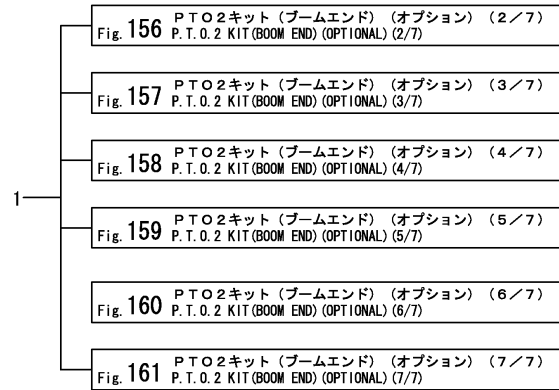 PTO2キット（ブームエンド）（オプション）（2／7）
Fig. 156 P.T.O.2 KIT(BOOM END)(OPTIONAL)(2/7)
PTO2キット（ブームエンド）（オプション）（3／7）
Fig. 157 P.T.O.2 KIT(BOOM END)(OPTIONAL)(3/7)
PTO2キット（ブームエンド）（オプション）（4／7）
Fig. 158 P.T.O.2 KIT(BOOM END)(OPTIONAL)(4/7)
1
PTO2キット（ブームエンド）（オプション）（5／7）
Fig. 159 P.T.O.2 KIT(BOOM END)(OPTIONAL)(5/7)
PTO2キット（ブームエンド）（オプション）（6／7）
Fig. 160 P.T.O.2 KIT(BOOM END)(OPTIONAL)(6/7)
PTO2キット（ブームエンド）（オプション）（7／7）
Fig. 161 P.T.O.2 KIT(BOOM END)(OPTIONAL)(7/7)